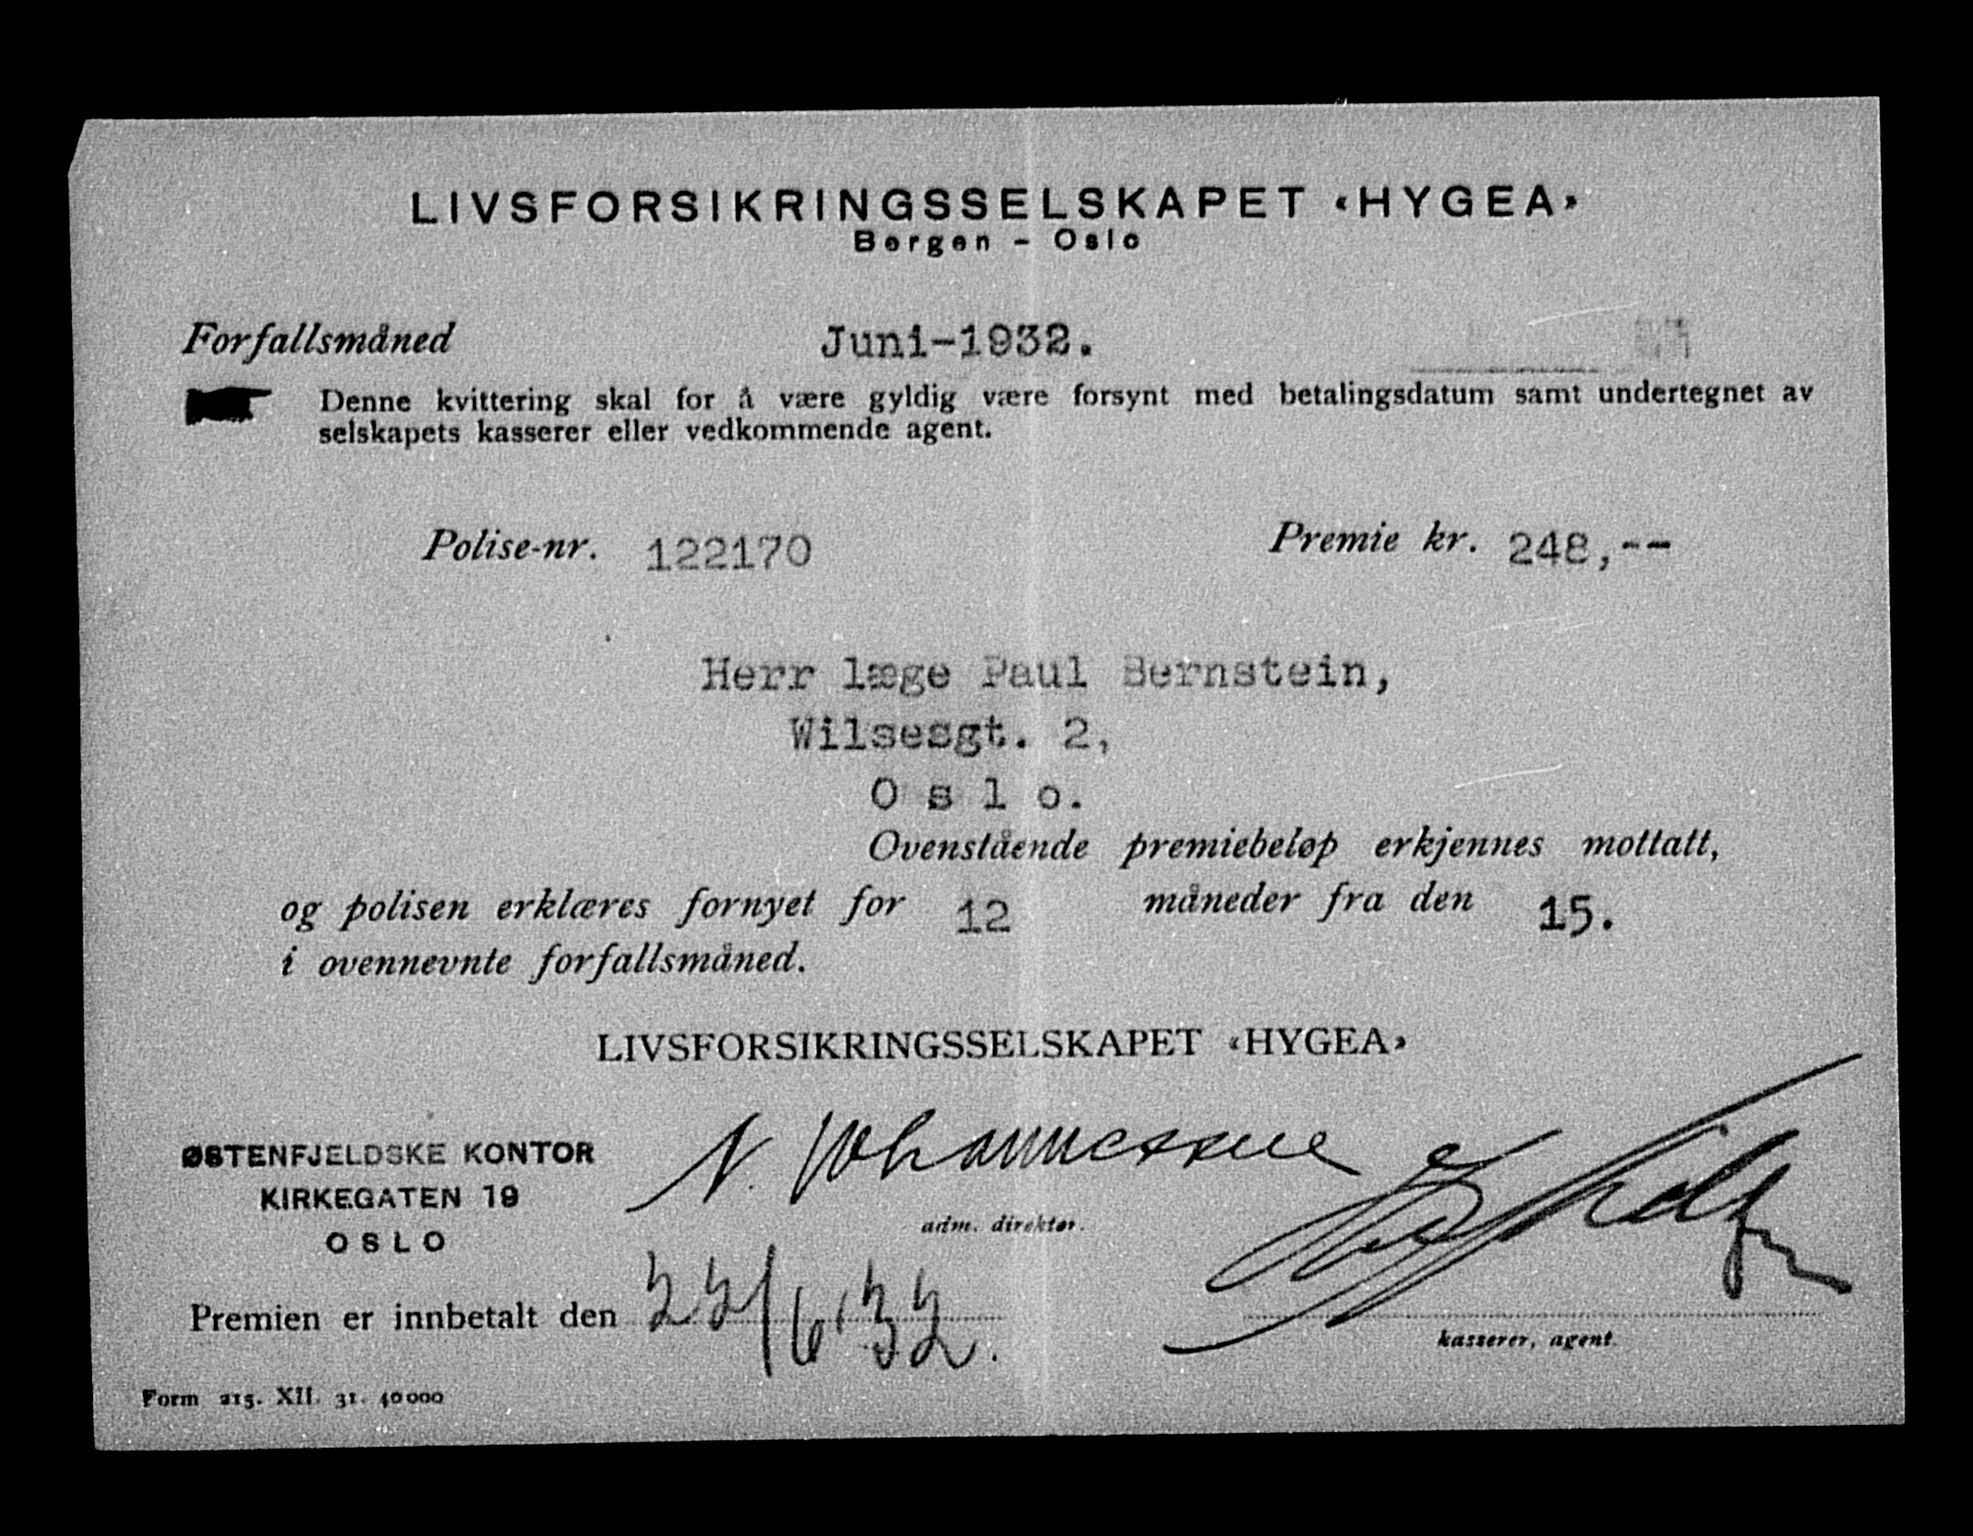 LIVSFORSIKRINGSSELSKAPET «HYGEA»
Bergen - Oslo
Forfallsmåned Juni-1932.
Denne kvittering skal for å være gyldig være forsynt med betalingsdatum samt undertegnet av
selskapets kasserer eller vedkommende agent.
Polise-nr. 122170 Premie kr. 248,--
Herr læge Paul Bernstein,
Wilsesgt. 2,
O s l o.
Ovenstående premiebeløp erkjennes mottatt,
og polisen erklæres fornyet for 12 måneder fra den 15.
i ovennevnte forfallsmåned.
LIVSFORSIKRINGSSELSKAPET «HYGEA»
ØSTENFJELDSKE KONTOR
KIRKEGATEN 19
OSLO
N. Johannessen
adm. direktør.
Premien er innbetalt den 22/6 32.
kasserer, agent.
Form 215. XII. 31. 40000